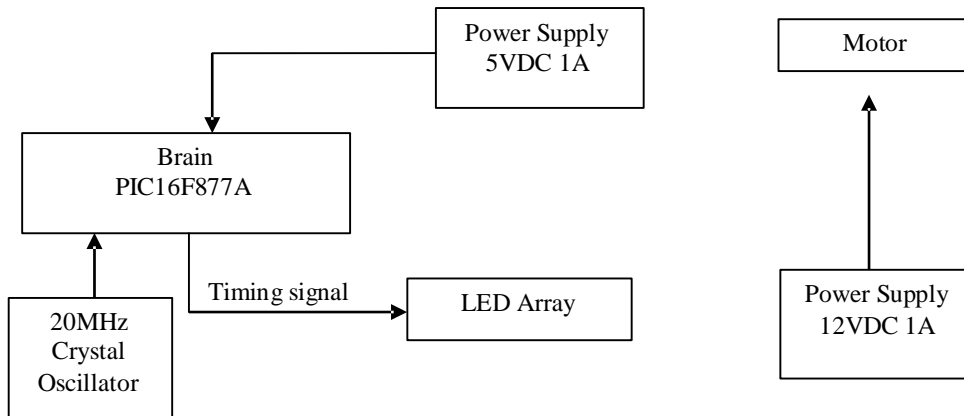 Power Supply
5VDC 1A
Motor
Brain
PIC16F877A
Timing signal
LED Array
20MHz
Crystal
Oscillator
Power Supply
12VDC 1A